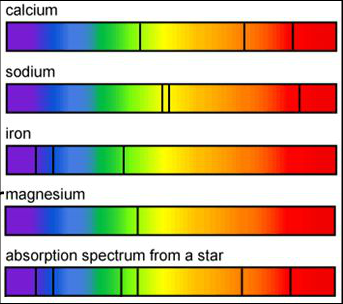 calcium
sodium
iron
magnesium
absorption spectrum from a star